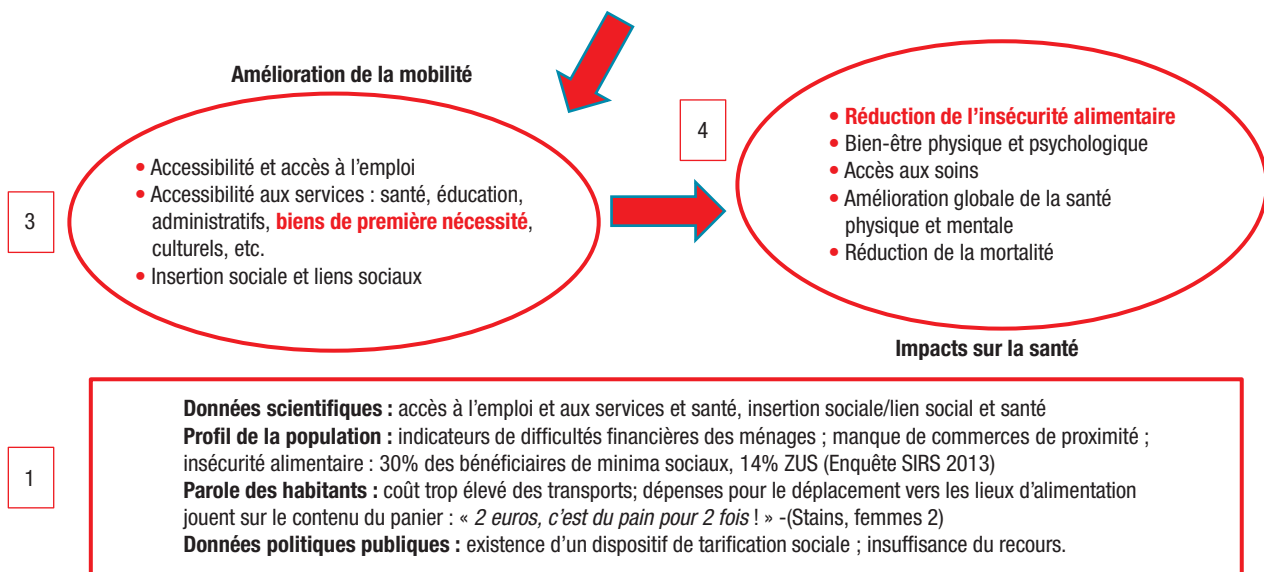 Amélioration de la mobilité
3
• Accessibilité et accès à l'emploi
• Accessibilité aux services : santé, éducation,
administratifs, biens de première nécessité,
culturels, etc.
• Insertion sociale et liens sociaux
4
• Réduction de l'insécurité alimentaire
• Bien-être physique et psychologique
• Accès aux soins
• Amélioration globale de la santé
physique et mentale
• Réduction de la mortalité
Impacts sur la santé
1
Données scientifiques : accès à l'emploi et aux services et santé, insertion sociale/lien social et santé
Profil de la population : indicateurs de difficultés financières des ménages ; manque de commerces de proximité ;
insécurité alimentaire : 30% des bénéficiaires de minima sociaux, 14% ZUS (Enquête SIRS 2013)
Parole des habitants : coût trop élevé des transports; dépenses pour le déplacement vers les lieux d'alimentation
jouent sur le contenu du panier : « 2 euros, c'est du pain pour 2 fois ! » -(Stains, femmes 2)
Données politiques publiques : existence d'un dispositif de tarification sociale ; insuffisance du recours.